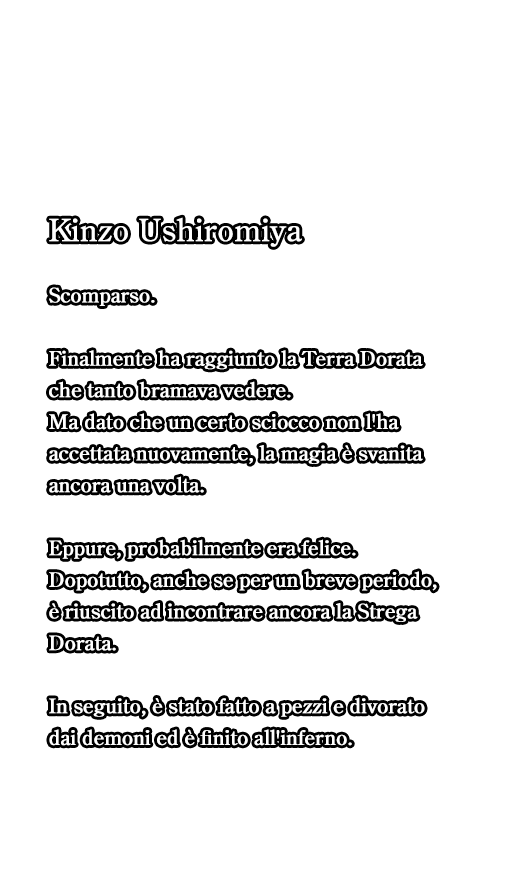 Kinzo Ushiromiya
Scomparso.
Finalmente ha raggiunto la Terra Dorata
che tanto bramava vedere.
Ma dato che un certo sciocco non l'ha
accettata nuovamente, la magia è svanita
ancora una volta.
Eppure, probabilmente era felice.
Dopotutto, anche se per un breve periodo,
è riuscito ad incontrare ancora la Strega
Dorata.
In seguito, è stato fatto a pezzi e divorato
dai demoni ed è finito all'inferno.